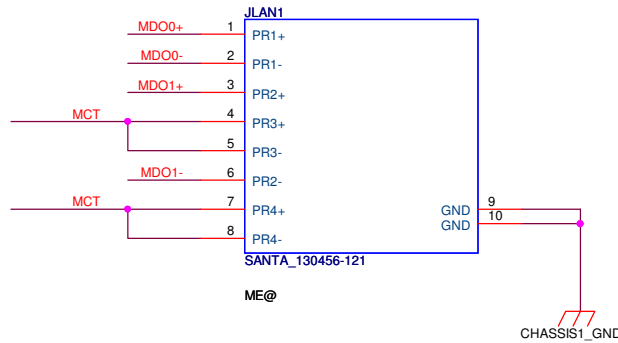 JLAN1
MDO0+ 1 PR1+
MDO0- 2 PR1-
MDO1+ 3 PR2+
MCT 4 PR3+
5 PR3-
MDO1- 6 PR2-
MCT 7 PR4+ GND 9
GND 10
8 PR4-
SANTA_130456-121
ME@
CHASSIS1_GND